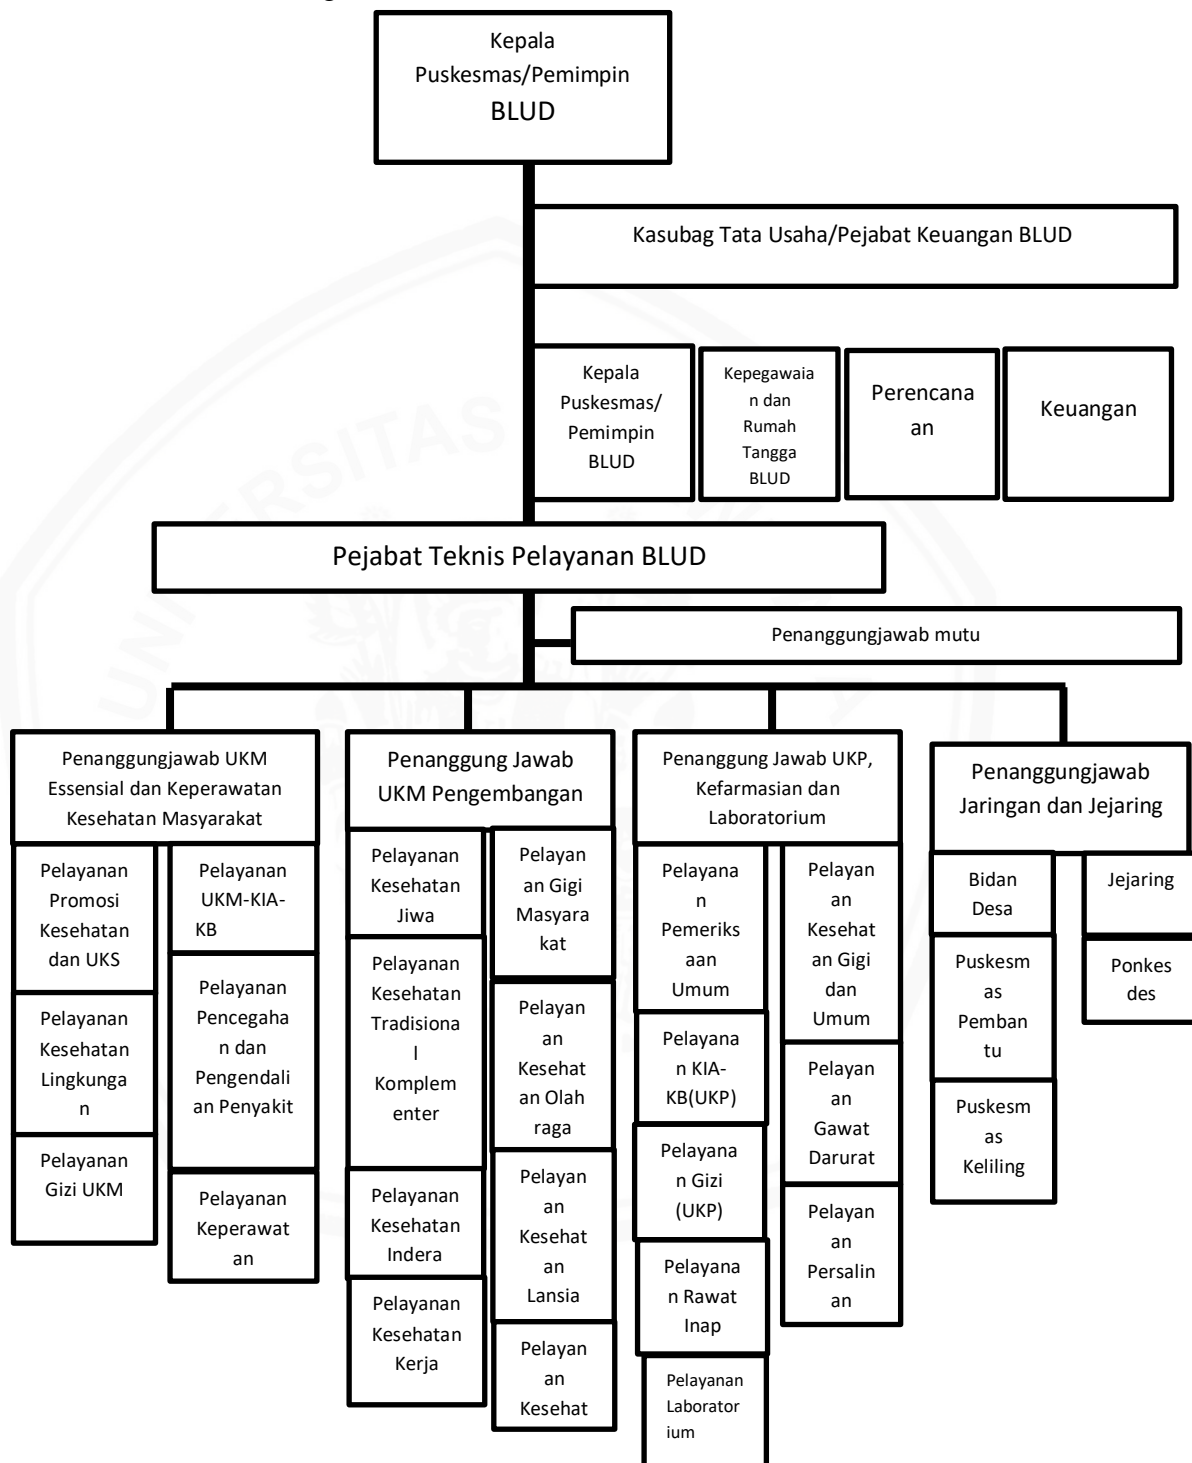 Kepala
Puskesmas/Pemimpin
BLUD
Kasubag Tata Usaha/Pejabat Keuangan BLUD
Kepala
Puskesmas/
Pemimpin
BLUD
Kepegawaia
n dan
Rumah
Tangga
BLUD
Perencana
an
Keuangan
Pejabat Teknis Pelayanan BLUD
Penanggungjawab mutu
Penanggungjawab UKM
Essensial dan Keperawatan
Kesehatan Masyarakat
Pelayanan
Promosi
Kesehatan
dan UKS
Pelayanan
Kesehatan
Lingkunga
n
Pelayanan
Gizi UKM
Pelayanan
UKM-KIA-
KB
Pelayanan
Pencegaha
n dan
Pengendali
an Penyakit
Pelayanan
Keperawat
an
Penanggung Jawab
UKM Pengembangan
Pelayanan
Kesehatan
Jiwa
Pelayanan
Kesehatan
Tradisiona
l
Komplem
enter
Pelayanan
Kesehatan
Indera
Pelayanan
Kesehatan
Kerja
Pelayan
an Gigi
Masyara
kat
Pelayan
an
Kesehat
an Olah
raga
Pelayan
an
Kesehat
an
Lansia
Pelayan
an
Kesehat
Penanggung Jawab UKP,
Kefarmasian dan
Laboratorium
Pelayana
n
Pemeriks
aan
Umum
Pelayana
n KIA-
KB(UKP)
Pelayana
n Gizi
(UKP)
Pelayana
n Rawat
Inap
Pelayanan
Laborator
ium
Pelayan
an
Kesehat
an Gigi
dan
Umum
Pelayan
an
Gawat
Darurat
Pelayan
an
Persalin
an
Penanggungjawab
Jaringan dan Jejaring
Bidan
Desa
Puskesm
as
Pemban
tu
Puskesm
as
Keliling
Jejaring
Ponkes
des
UNIVERSITAS